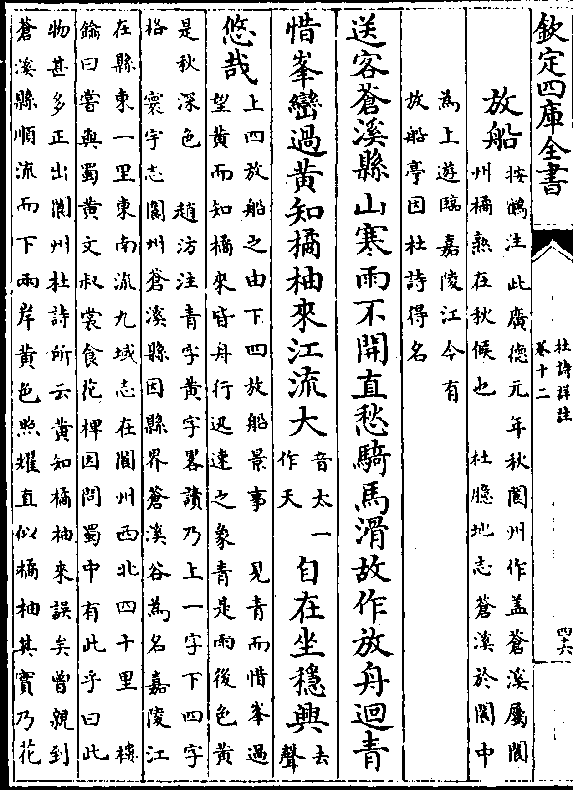 欽定四庫全書
杜詩詳註
卷十二
四六
放船
按鶴注此廣德元年秋閬州作蓋蒼溪屬閬
州橘熟在秋候也 杜臆地志蒼溪於閬中
為上遊臨嘉陵江今有
放船亭因杜詩得名
送客蒼溪縣山寒雨不開直愁騎馬滑故作放舟迴青
惜峯巒過黄知橘柚來江流大
音太一
作天
自在坐穩興
去
聲
悠哉
上四放船之由下四放船景事 見青而惜峯過
望黄而知橘來皆舟行迅速之象青是雨後色黄
是秋深色 趙汸注青字黄字畧讀乃上一字下四字
格 寰宇志閬州蒼溪縣因縣界蒼溪谷為名嘉陵江
在縣東一里東南流九域志在閬州西北四十里 樓
鑰曰嘗與蜀黄文叔裳食花椑因問蜀中有此乎曰此
物甚多正出閬州杜詩所云黄知橘柚來誤矣曾親到
蒼溪縣順流而下兩岸黄色照燿直似橘柚其實乃花